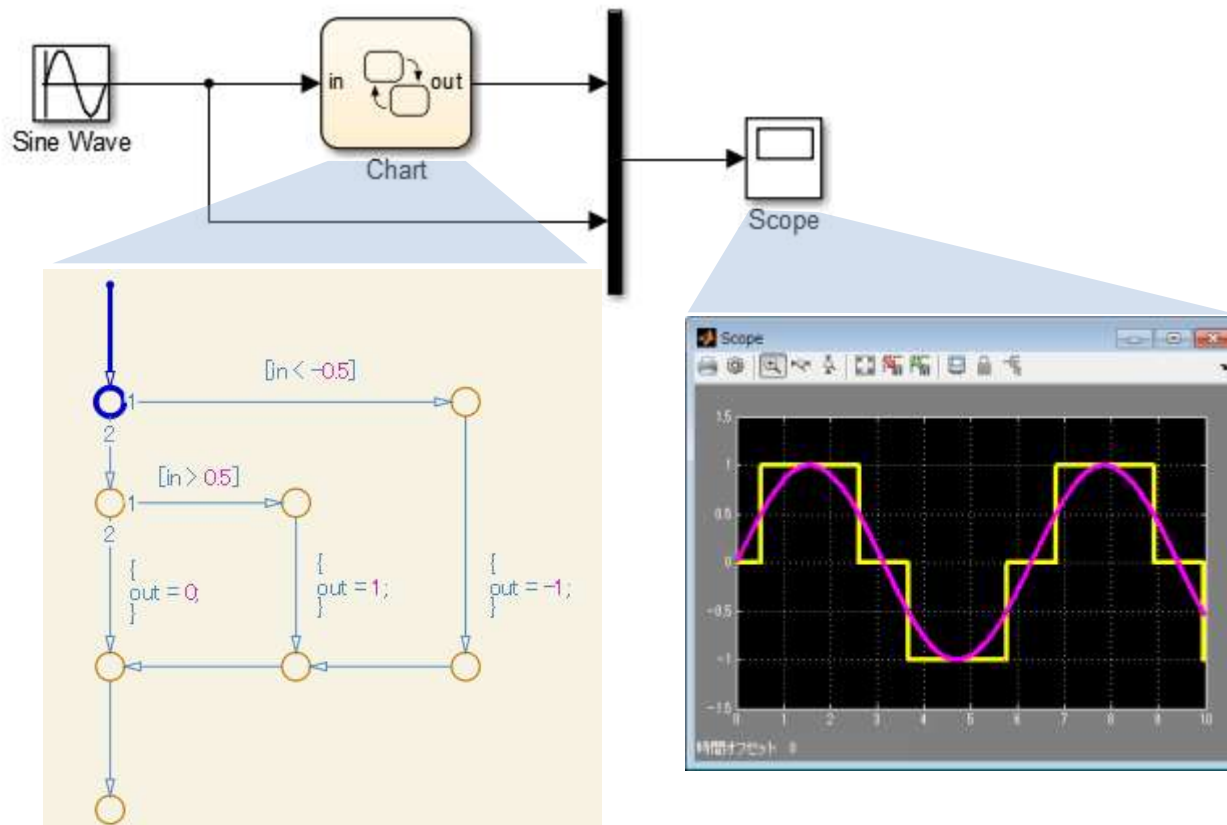 in
out
Sine Wave
Chart
Scope
[in < -0.5]
1
2
[in > 0.5]
1
2
{
out = 0;
}
{
out = 1;
}
{
out = -1;
}
Scope
1.5
1
0.5
0
-0.5
-1
-1.5
0 1 2 3 4 5 6 7 8 9 10
時間オフセット 0